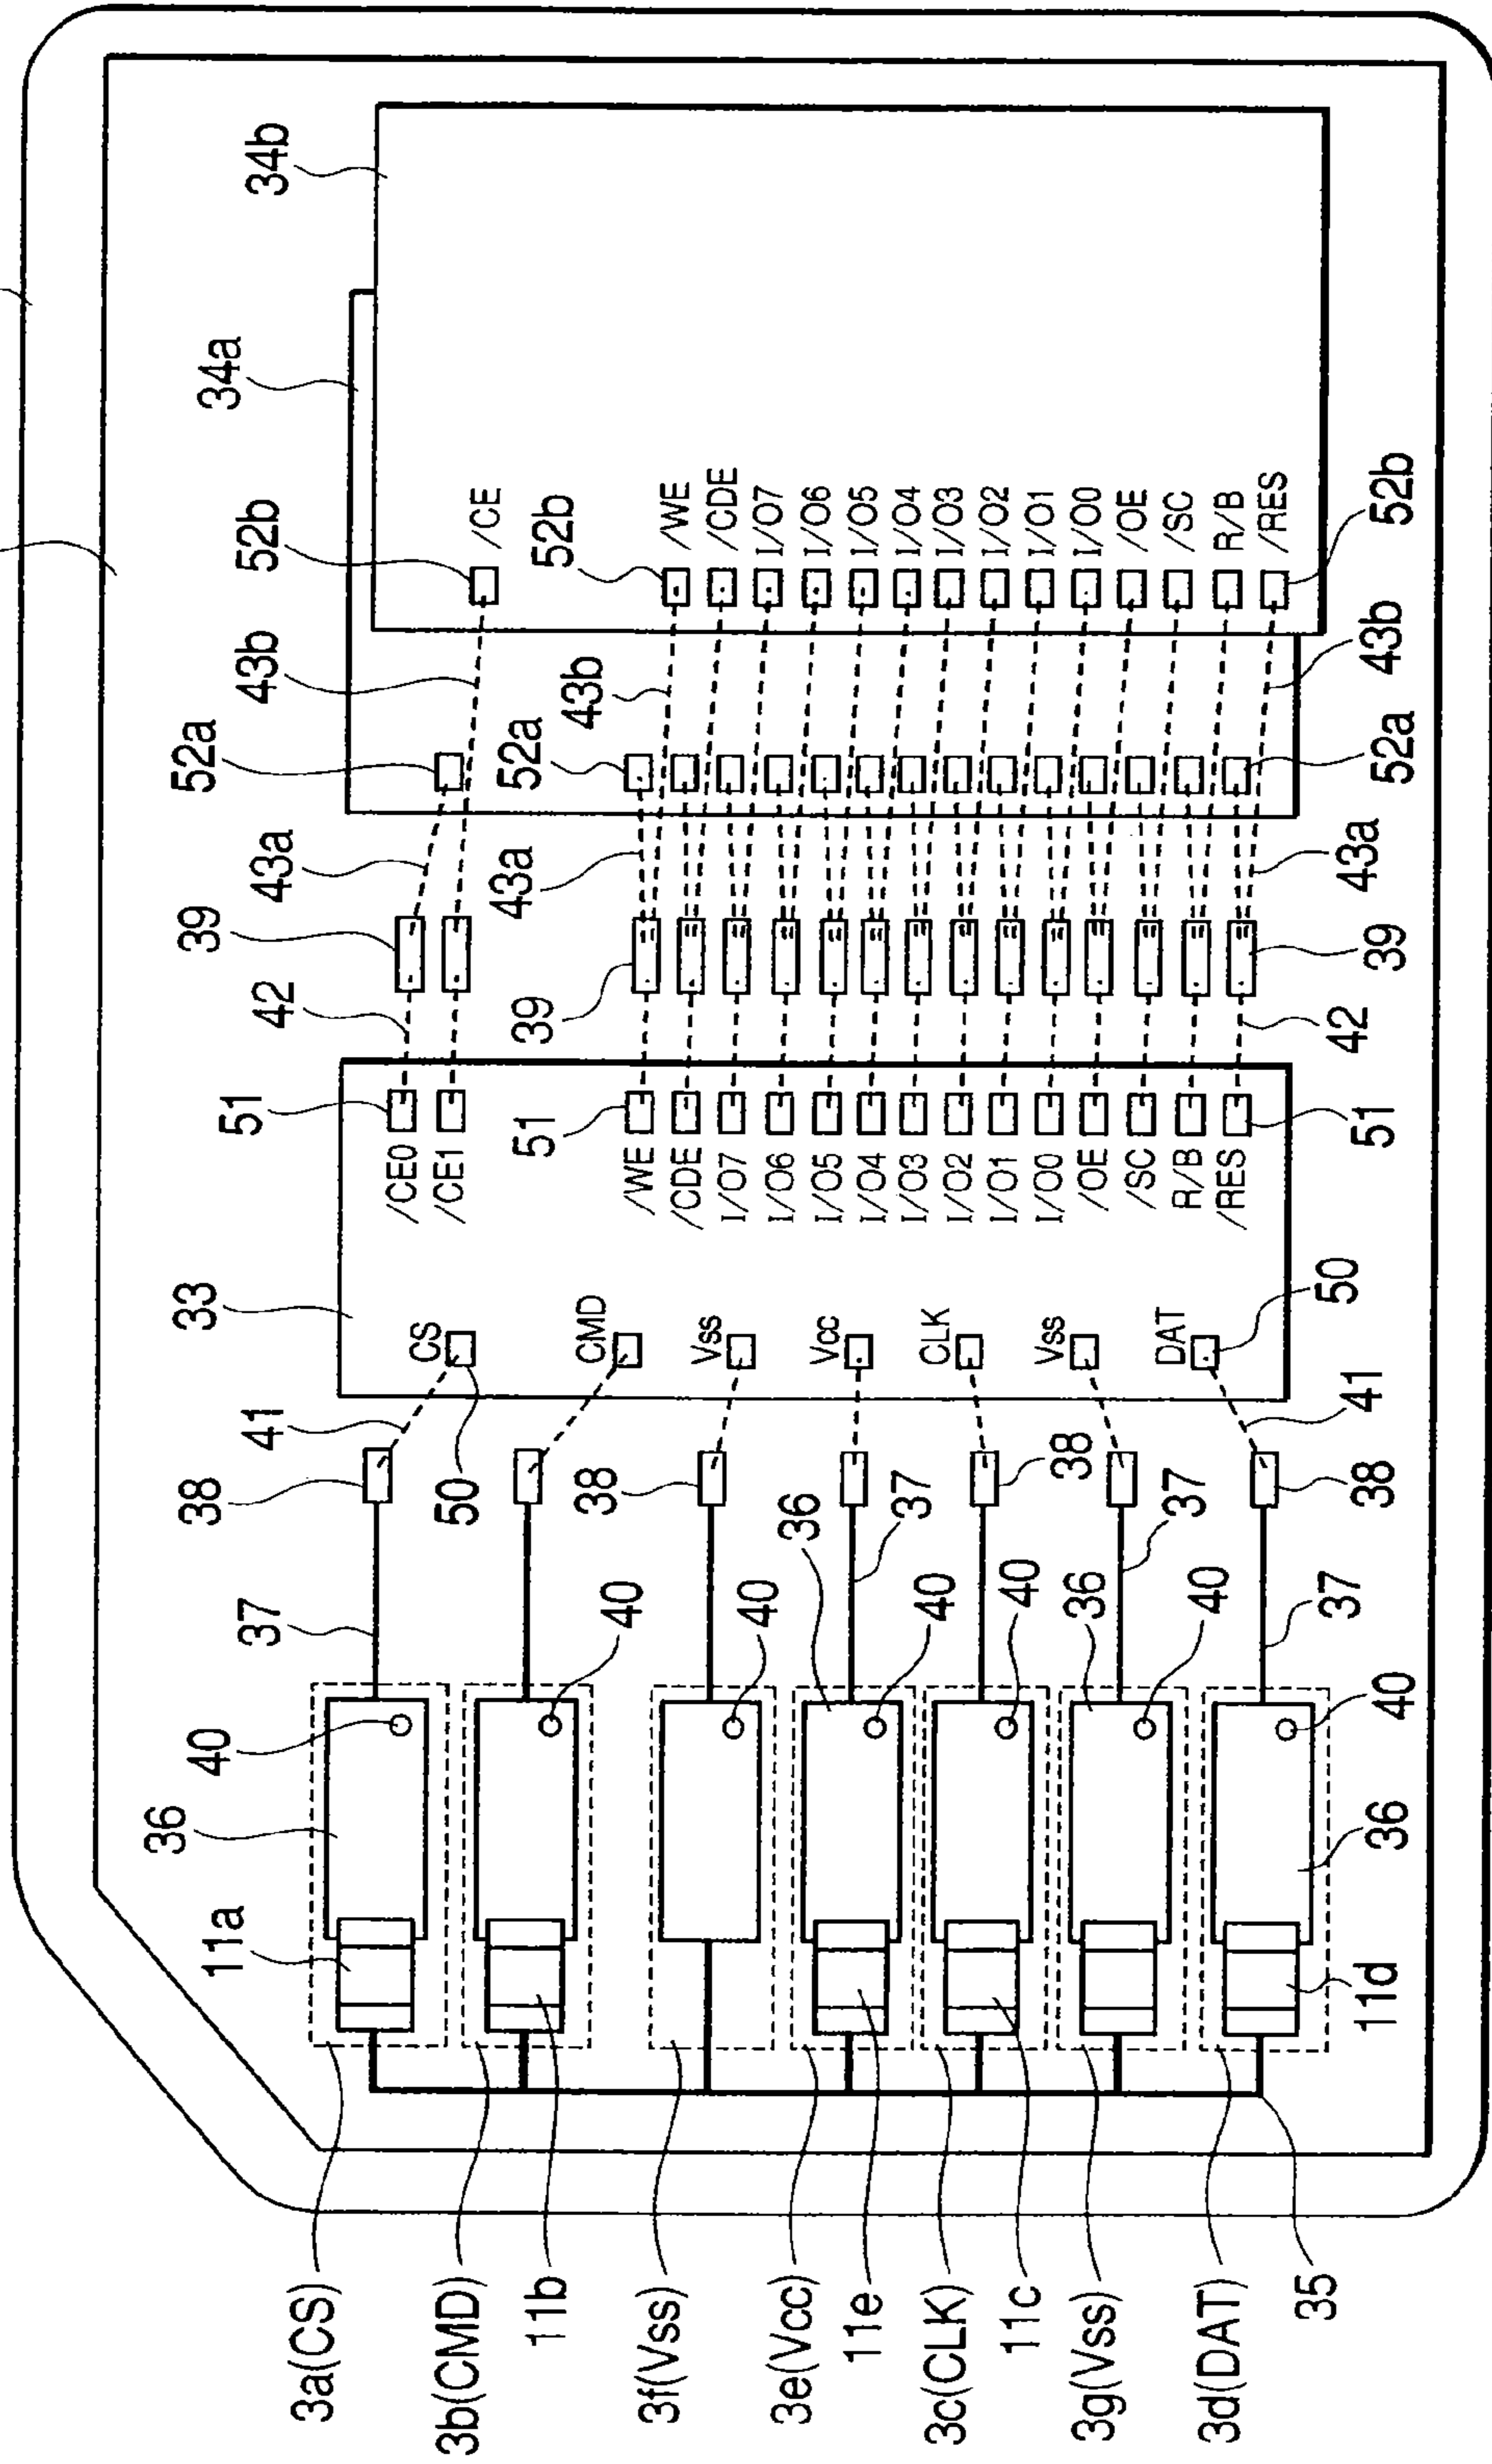 36
52a
33
38
39
40
34a
11a
51
37
41
43b
52b
34b
43a
42
3a(CS)
/CE0
CS
/CE1
50
3b(CMD)
/CE
43a
52a
51
39
11b
52b
43b
CMD
38
40
/WE
3f(Vss)
/WE
/CDE
Vss
/CDE
I/O7
40
I/O7
I/O6
3e(Vcc)
36
I/O6
Vcc
I/O5
I/O5
11e
I/O4
I/O4
37
I/O3
40
CLK
3c(CLK)
I/O3
I/O2
I/O2
I/O1
11c
40
I/O1
I/O0
Vss
38
36
I/O0
/OE
3g(Vss)
/OE
/SC
DAT
/SC
37
R/B
40
3d(DAT)
R/B
/RES
/RES
35
50
37
42
43a
41
51
43b
11d
38
36
39
40
52a
52b